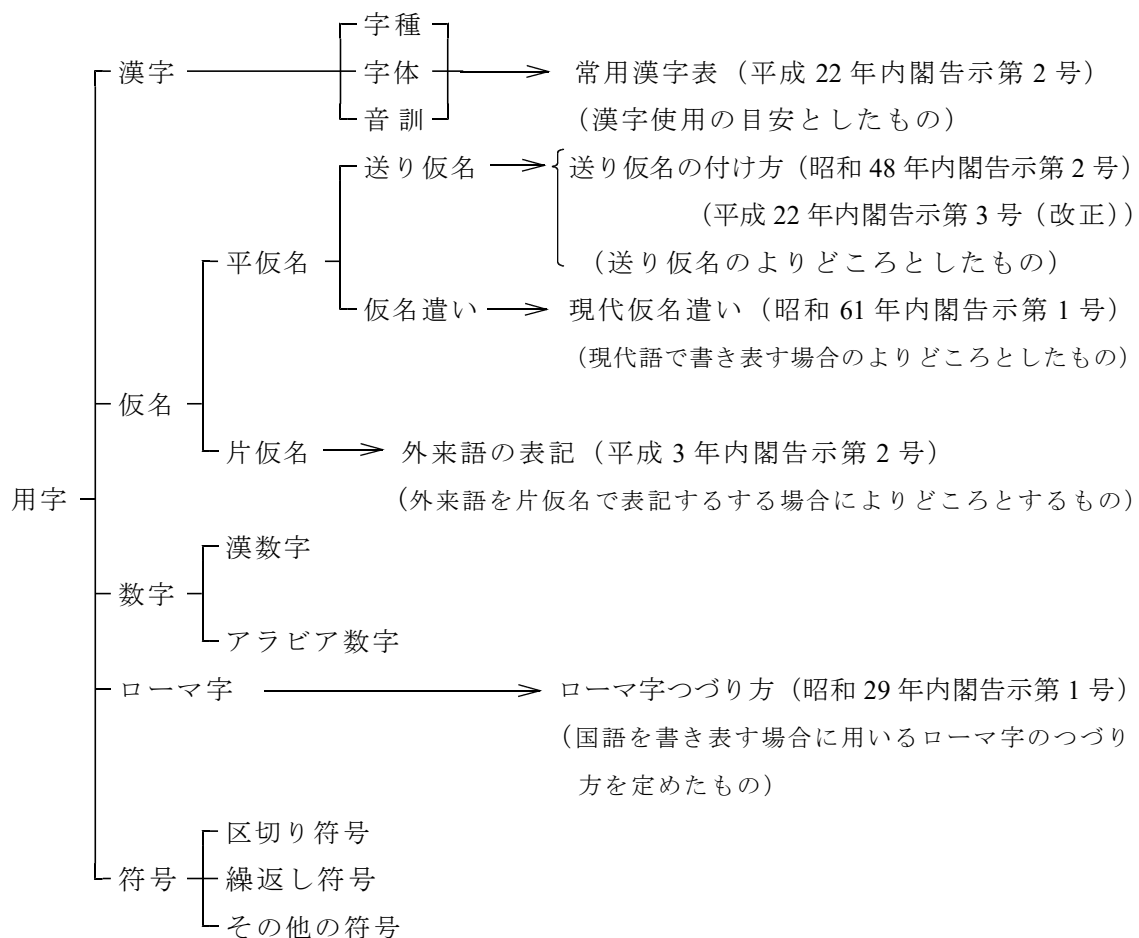 字種
漢字 字体 常用漢字表（平成 22 年内閣告示第 2 号）
音訓 （漢字使用の目安としたもの）
送り仮名 送り仮名の付け方（昭和 48 年内閣告示第 2 号）
（平成 22 年内閣告示第 3 号（改正））
平仮名 （送り仮名のよりどころとしたもの）
仮名遣い 現代仮名遣い（昭和 61 年内閣告示第 1 号）
（現代語で書き表す場合のよりどころとしたもの）
仮名
片仮名 外来語の表記（平成 3 年内閣告示第 2 号）
用字 （外来語を片仮名で表記するする場合によりどころとするもの）
漢数字
数字
アラビア数字
ローマ字 ローマ字つづり方（昭和 29 年内閣告示第 1 号）
（国語を書き表す場合に用いるローマ字のつづり
方を定めたもの）
区切り符号
符号 繰返し符号
その他の符号